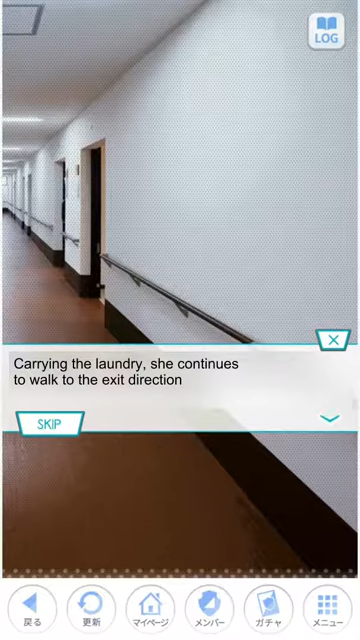 LOG
Carrying the laundry, she continues
to walk to the exit direction
SKIP
戻る 更新 マイページ メンバー ガチャ メニュー